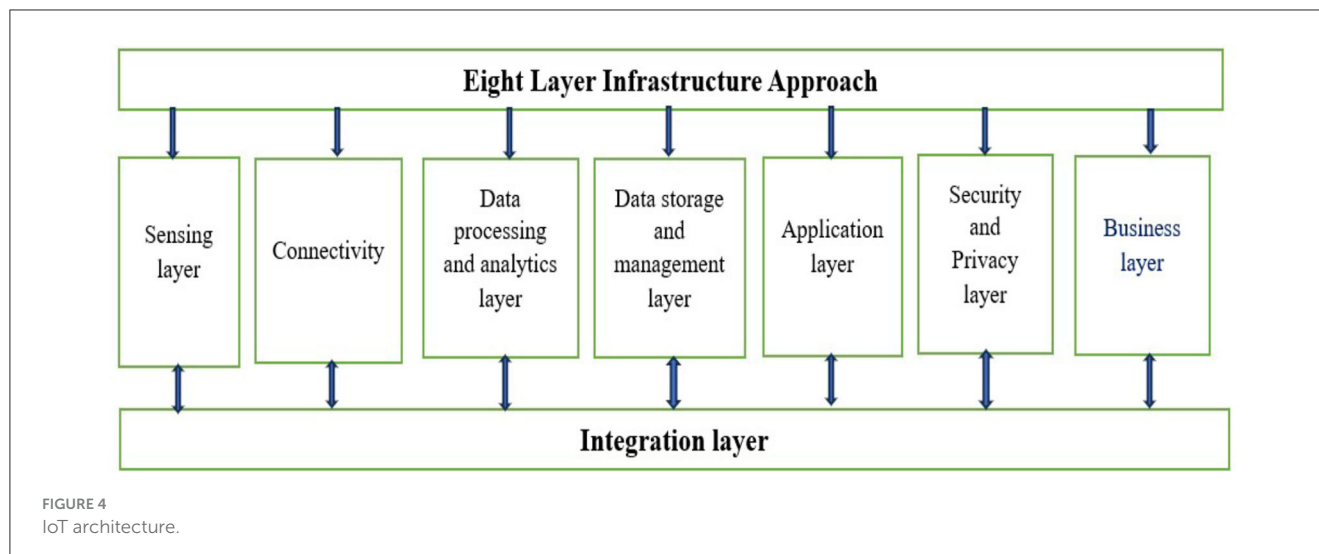 Eight Layer Infrastructure Approach
Sensing
layer
Connectivity
Data
processing
and analytics
layer
Data storage
and
management
layer
Application
layer
Security
and
Privacy
layer
Business
layer
Integration layer
FIGURE 4
IoT architecture.